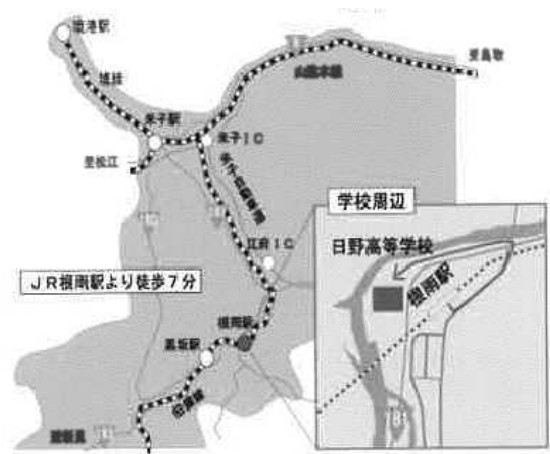 境港駅
境線
米子駅
米子IC
山陰本線
至鳥取
至松江
米子自動車道
江府IC
学校周辺
日野高等学校
根雨駅
JR根雨駅より徒歩7分
根雨駅
黒坂駅
伯備線